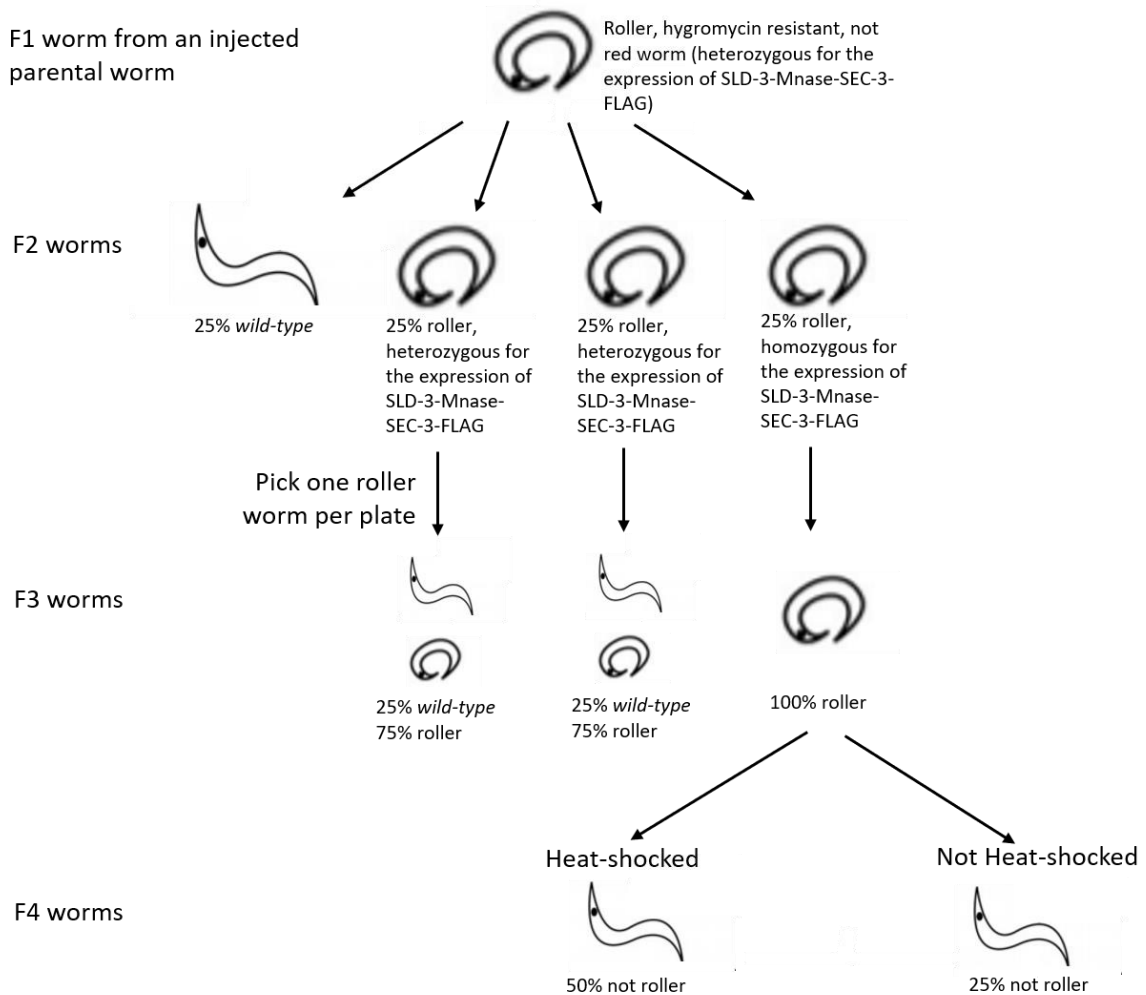 F1 worm from an injected
parental worm
Roller, hygromycin resistant, not
red worm (heterozygous for the
expression of SLD-3-Mnase-SEC-3-
FLAG)
F2 worms
25% wild-type
25% roller,
heterozygous for
the expression of
SLD-3-Mnase-
SEC-3-FLAG
25% roller,
heterozygous for
the expression of
SLD-3-Mnase-
SEC-3-FLAG
25% roller,
homozygous for
the expression of
SLD-3-Mnase-
SEC-3-FLAG
Pick one roller
worm per plate
F3 worms
25% wild-type
75% roller
25% wild-type
75% roller
100% roller
Heat-shocked
Not Heat-shocked
F4 worms
50% not roller
25% not roller